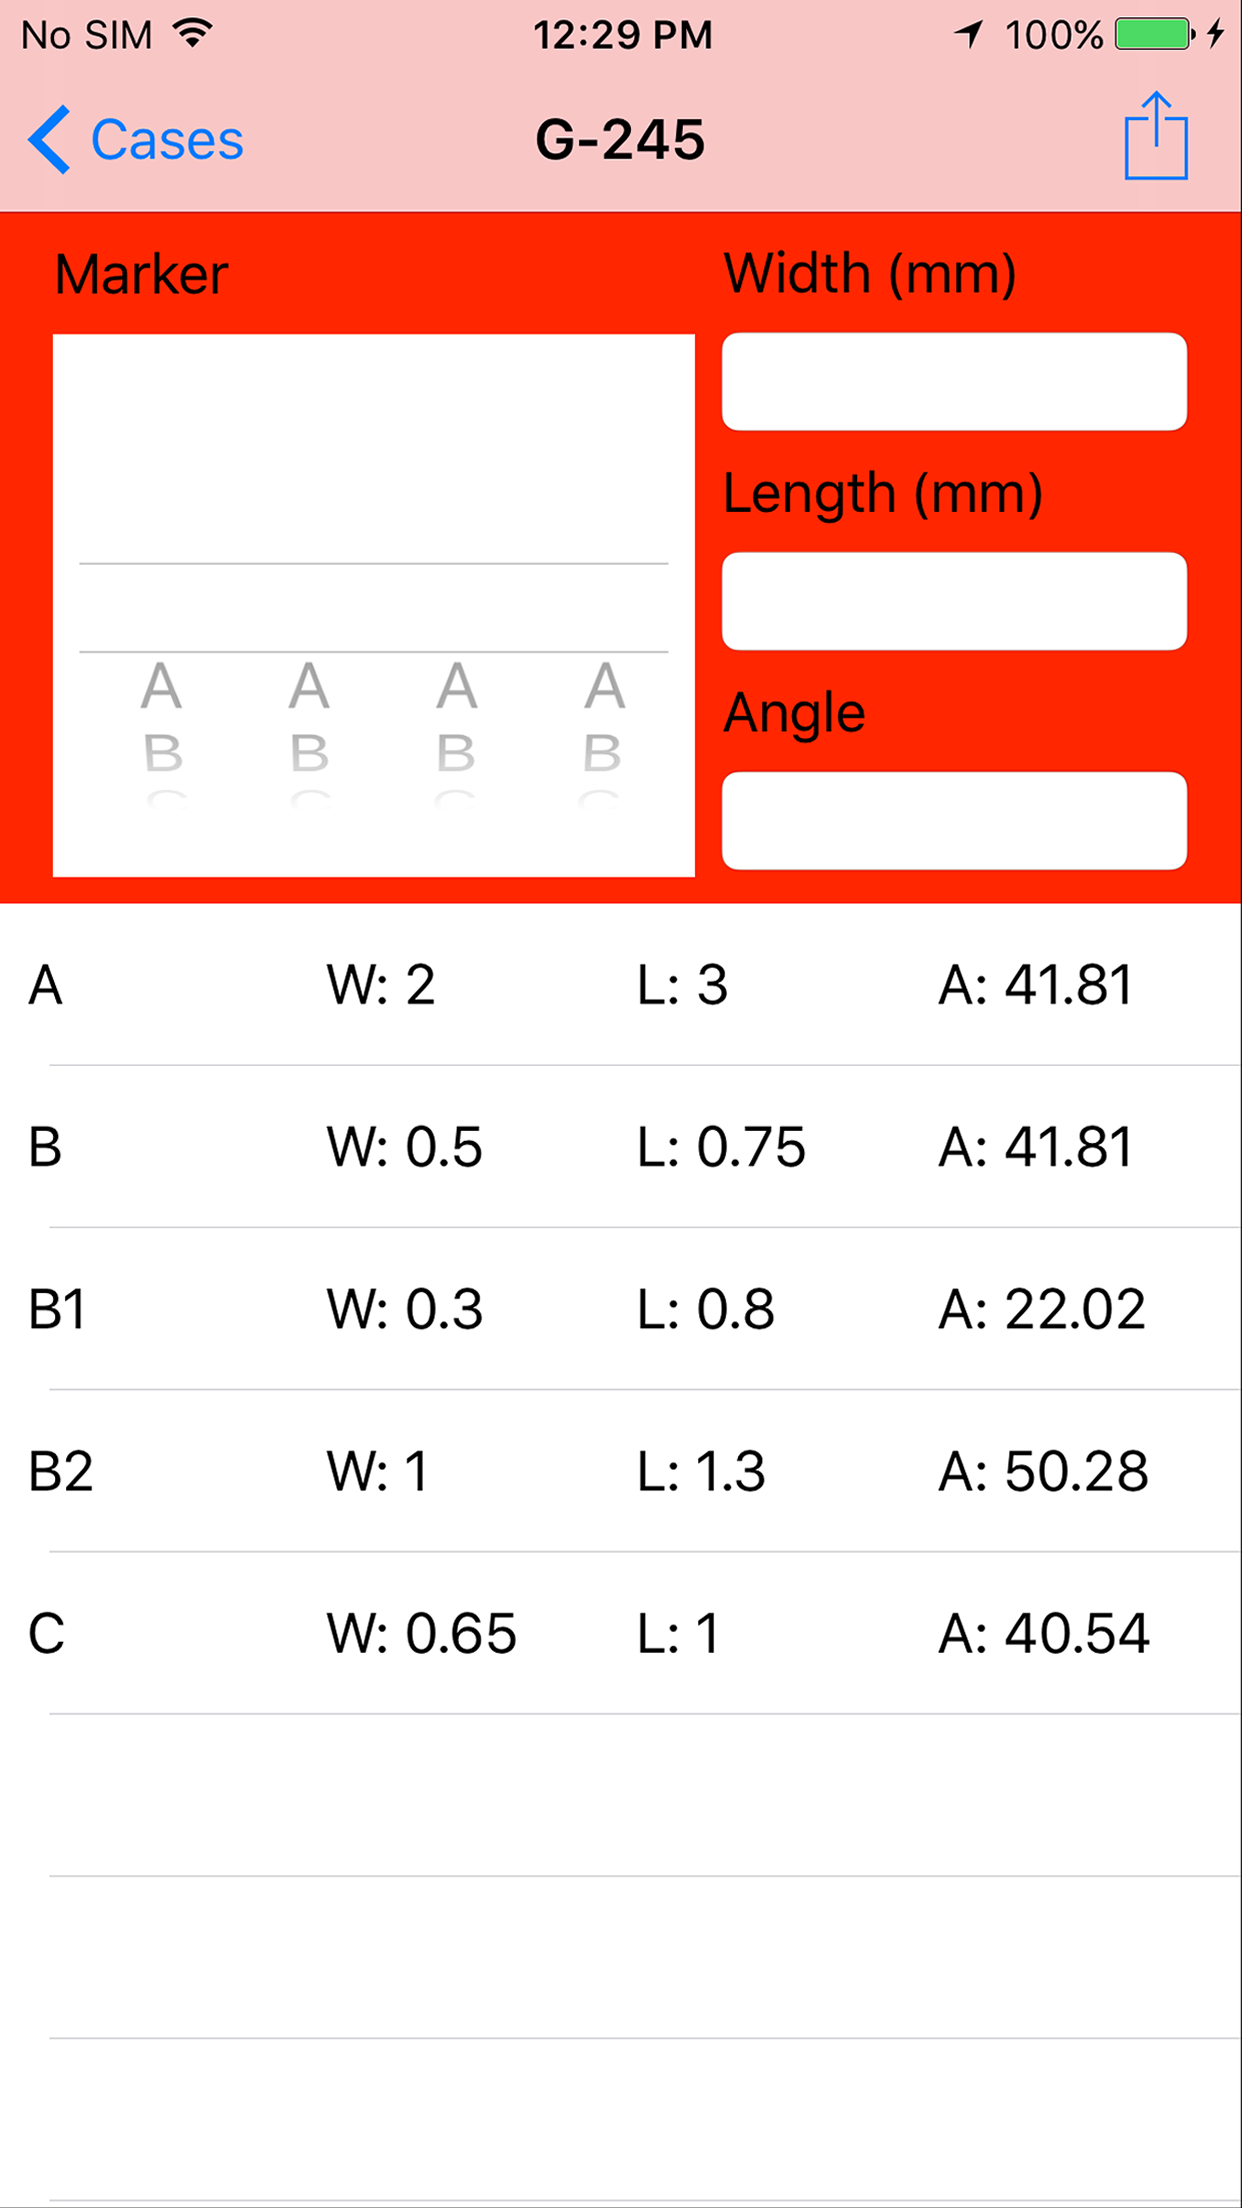 No SIM 12:29 PM 100%
Cases G-245
Marker
Width (mm)
Length (mm)
A A A A
Angle
B B B B
C C C C
A W: 2 L: 3 A: 41.81
B W: 0.5 L: 0.75 A: 41.81
B1 W: 0.3 L: 0.8 A: 22.02
B2 W: 1 L: 1.3 A: 50.28
C W: 0.65 L: 1 A: 40.54